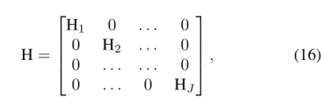 H = [ H₁ 0 … 0
0 H₂ … 0
0 … … 0
0 … 0 H_J ] , (16)